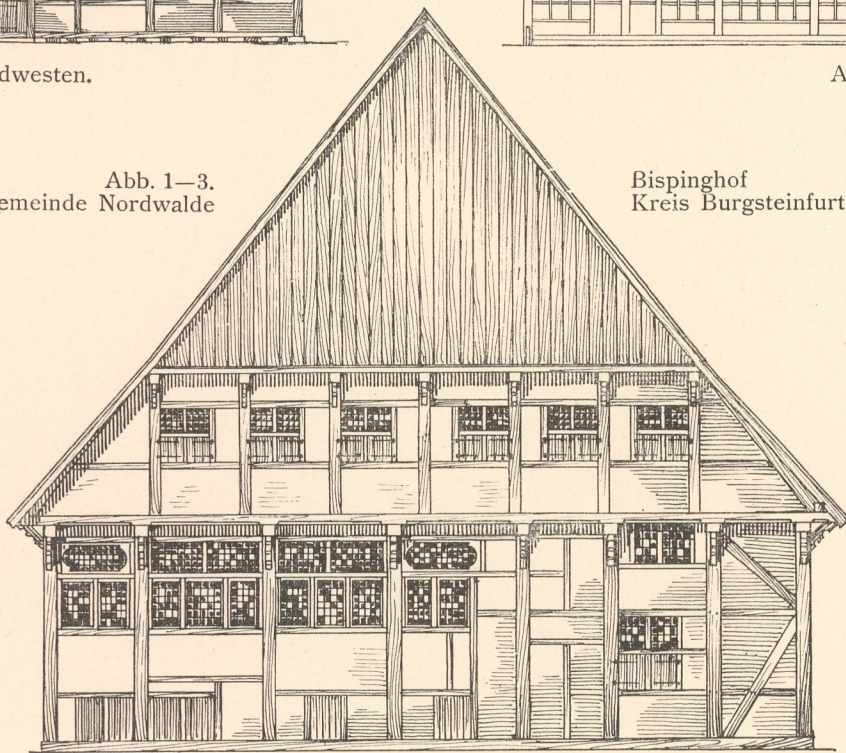 dwesten.
A
Abb. 1—3.
emeinde Nordwalde
Bispinghof
Kreis Burgsteinfurt